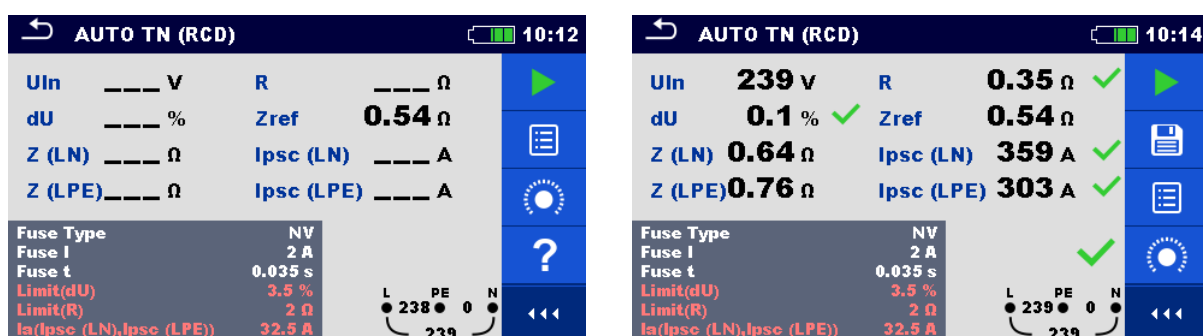 AUTO TN (RCD) 10:12
Uln ___ V R ___ Ω
dU ___ % Zref 0.54 Ω
Z (LN) ___ Ω Ipsc (LN) ___ A
Z (LPE)___ Ω Ipsc (LPE) ___ A
?
Fuse Type NV
Fuse I 2 A
Fuse t 0.035 s
Limit(dU) 3.5 %
Limit(R) 2 Ω
Ia(Ipsc (LN),Ipsc (LPE)) 32.5 A
L PE N
238 0
239
AUTO TN (RCD) 10:14
Uln 239 V R 0.35 Ω
dU 0.1 % Zref 0.54 Ω
Z (LN) 0.64 Ω Ipsc (LN) 359 A
Z (LPE)0.76 Ω Ipsc (LPE) 303 A
Fuse Type NV
Fuse I 2 A
Fuse t 0.035 s
Limit(dU) 3.5 %
Limit(R) 2 Ω
Ia(Ipsc (LN),Ipsc (LPE)) 32.5 A
L PE N
239 0
239